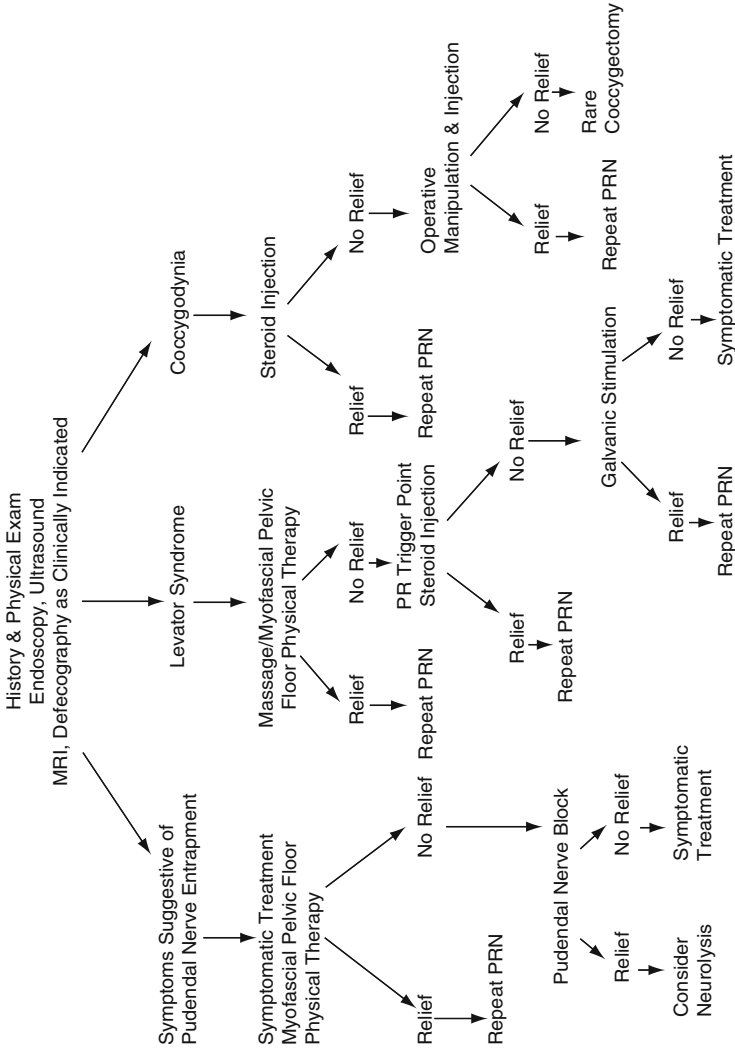 History & Physical Exam
Endoscopy, Ultrasound
MRI, Defecography as Clinically Indicated
Symptoms Suggestive of
Pudendal Nerve Entrapment
Levator Syndrome
Coccygodynia
Symptomatic Treatment
Myofascial Pelvic Floor
Physical Therapy
Massage/Myofascial Pelvic
Floor Physical Therapy
Steroid Injection
Relief
No Relief
Relief
No Relief
Relief
No Relief
Repeat PRN
Repeat PRN
PR Trigger Point
Steroid Injection
Repeat PRN
Operative
Manipulation & Injection
Pudendal Nerve Block
Relief
No Relief
Relief
No Relief
Repeat PRN
Galvanic Stimulation
Repeat PRN
Rare
Coccygectomy
Relief
No Relief
Relief
No Relief
Consider
Neurolysis
Symptomatic
Treatment
Repeat PRN
Symptomatic Treatment